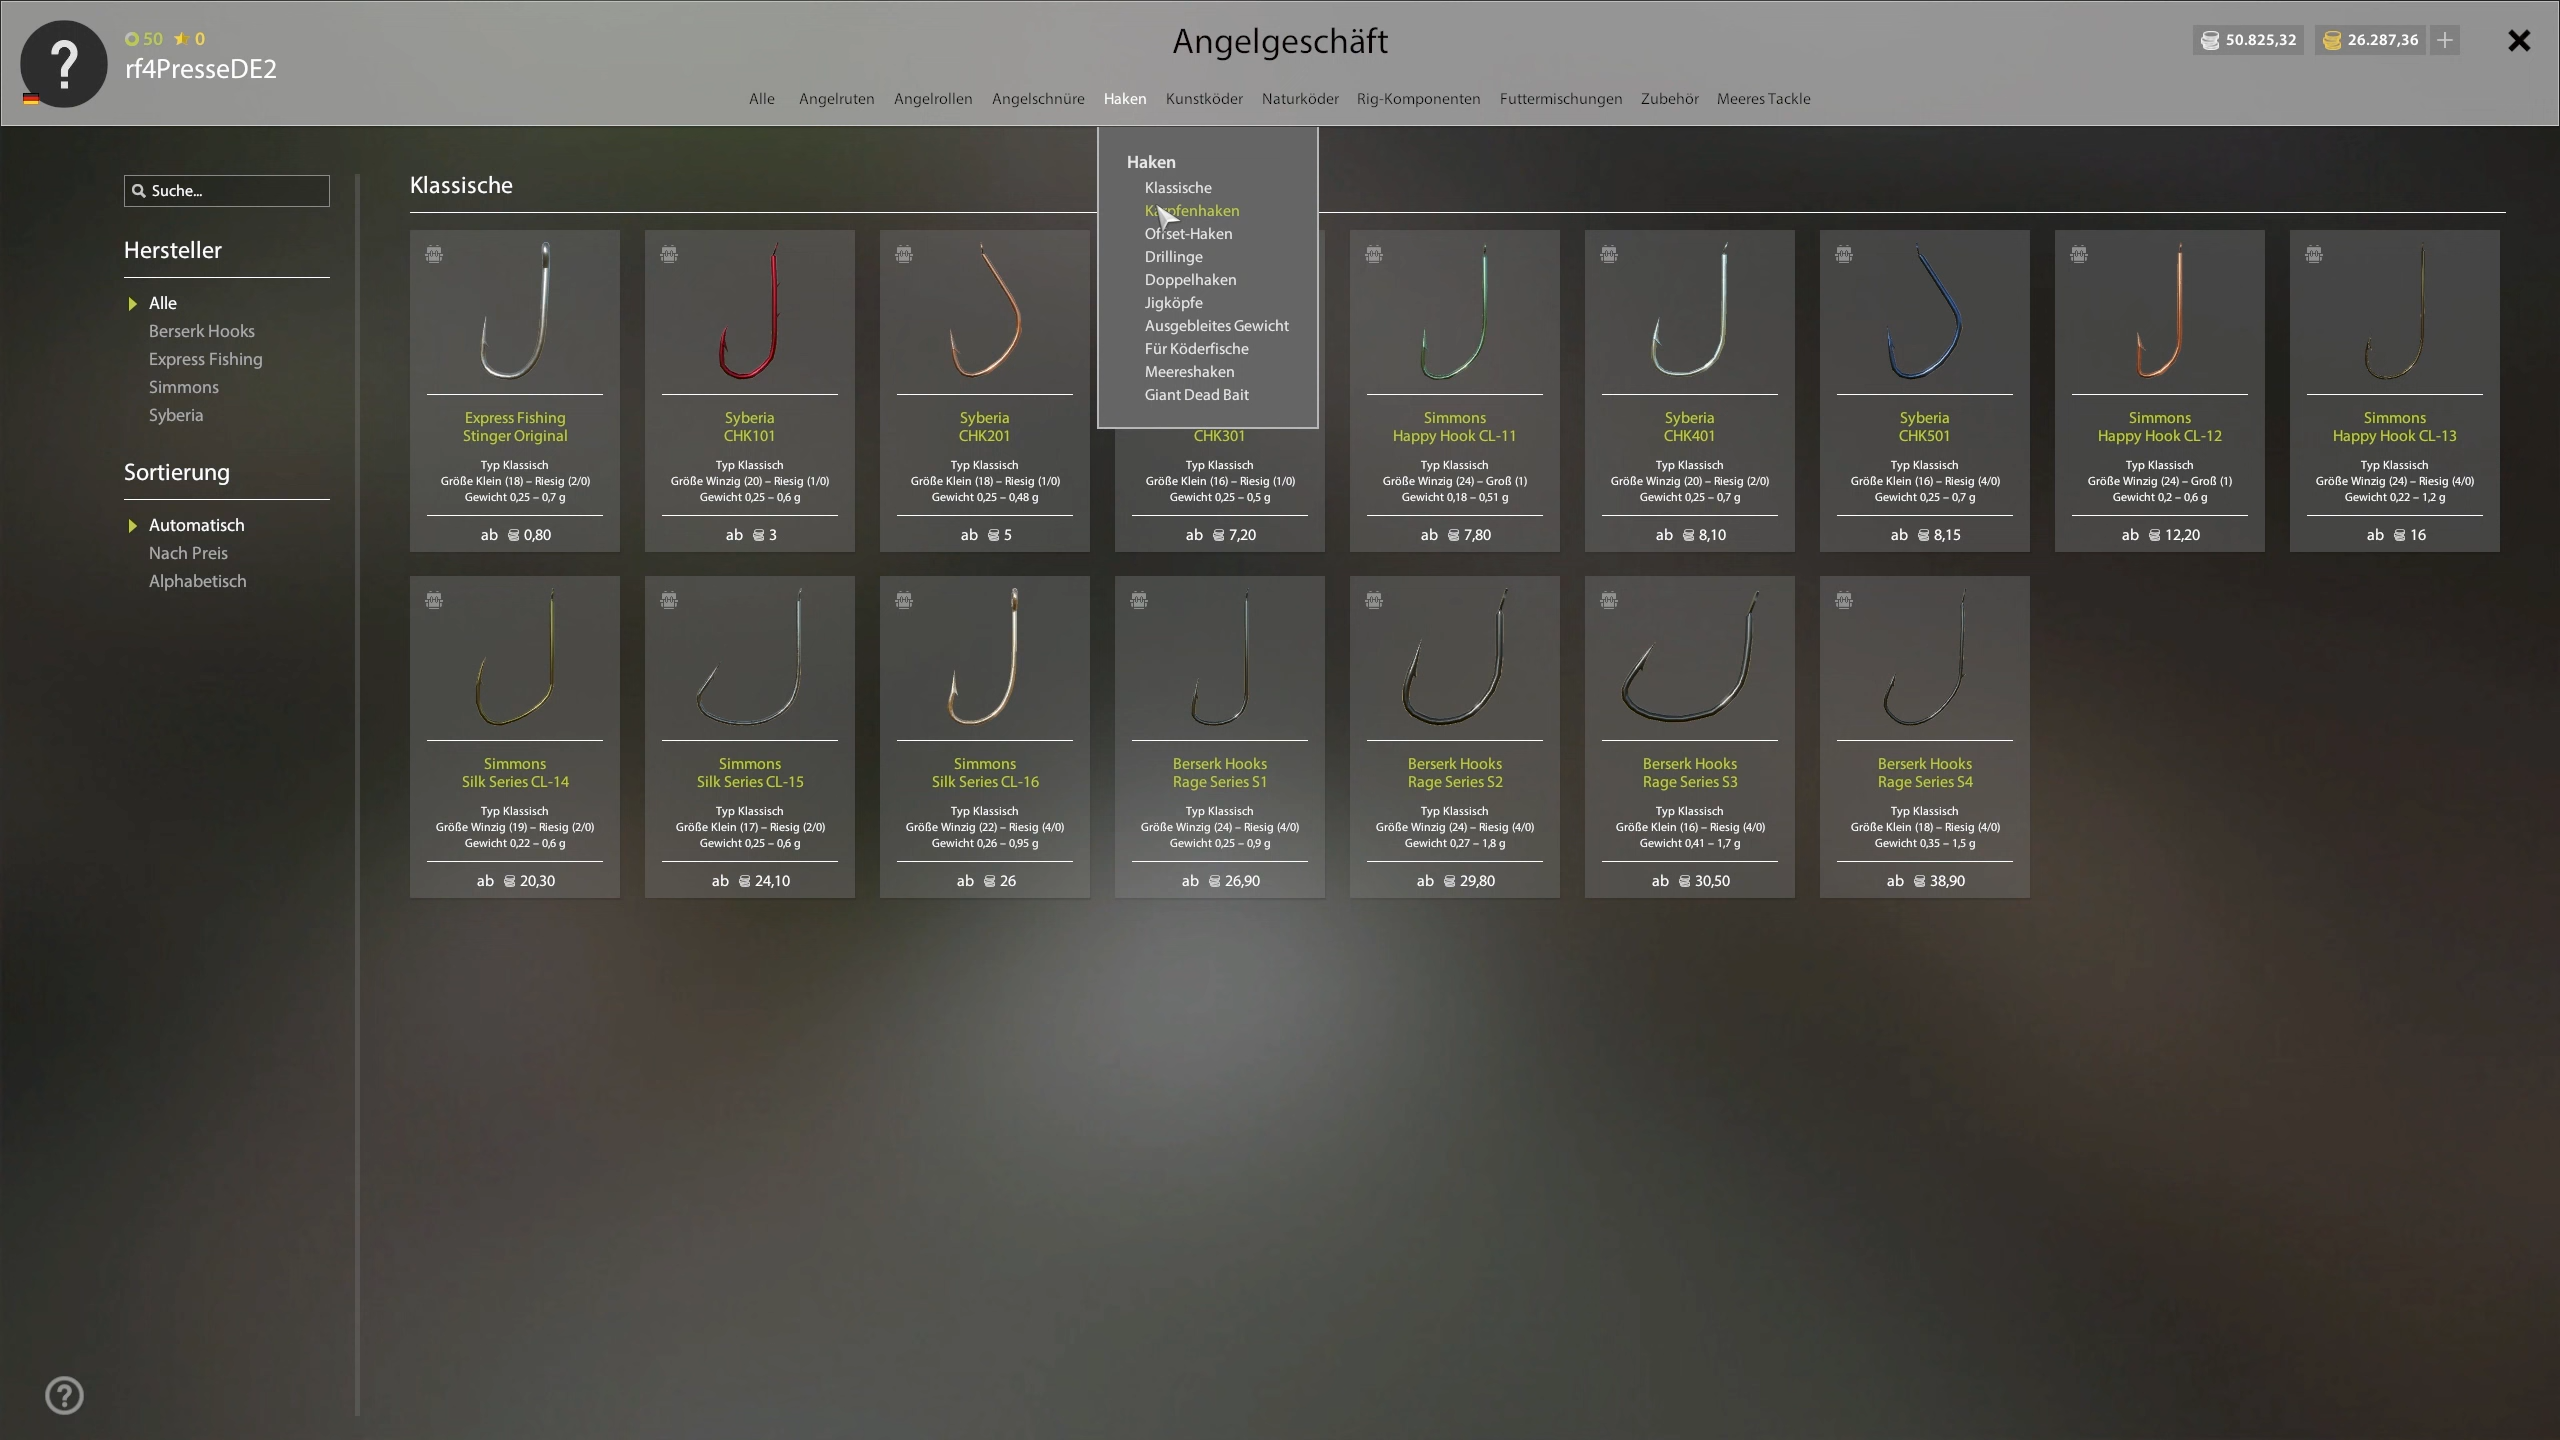 50 0
rf4PresseDE2
Angelgeschäft
50.825,32 26.287,36
Alle Angelruten Angelrollen Angelschnüre Haken Kunstköder Naturköder Rig-Komponenten Futtermischungen Zubehör Meeres Tackle
Suche...
Hersteller
Alle
Berserk Hooks
Express Fishing
Simmons
Syberia
Sortierung
Automatisch
Nach Preis
Alphabetisch
Klassische
Haken
Klassische
Karpfenhaken
Offset-Haken
Drillinge
Doppelhaken
Jigköpfe
Ausgebleites Gewicht
Für Köderfische
Meereshaken
Giant Dead Bait
Express Fishing
Stinger Original
Typ Klassisch
Größe Klein (18) – Riesig (2/0)
Gewicht 0,25 – 0,7 g
ab 0,80
Syberia
CHK101
Typ Klassisch
Größe Winzig (20) – Riesig (1/0)
Gewicht 0,25 – 0,6 g
ab 3
Syberia
CHK201
Typ Klassisch
Größe Klein (18) – Riesig (1/0)
Gewicht 0,25 – 0,48 g
ab 5
CHK301
Typ Klassisch
Größe Klein (16) – Riesig (1/0)
Gewicht 0,25 – 0,5 g
ab 7,20
Simmons
Happy Hook CL-11
Typ Klassisch
Größe Winzig (24) – Groß (1)
Gewicht 0,18 – 0,51 g
ab 7,80
Syberia
CHK401
Typ Klassisch
Größe Winzig (20) – Riesig (2/0)
Gewicht 0,25 – 0,7 g
ab 8,10
Syberia
CHK501
Typ Klassisch
Größe Klein (16) – Riesig (4/0)
Gewicht 0,25 – 0,7 g
ab 8,15
Simmons
Happy Hook CL-12
Typ Klassisch
Größe Winzig (24) – Groß (1)
Gewicht 0,2 – 0,6 g
ab 12,20
Simmons
Happy Hook CL-13
Typ Klassisch
Größe Winzig (24) – Riesig (4/0)
Gewicht 0,22 – 1,2 g
ab 16
Simmons
Silk Series CL-14
Typ Klassisch
Größe Winzig (19) – Riesig (2/0)
Gewicht 0,22 – 0,6 g
ab 20,30
Simmons
Silk Series CL-15
Typ Klassisch
Größe Klein (17) – Riesig (2/0)
Gewicht 0,25 – 0,6 g
ab 24,10
Simmons
Silk Series CL-16
Typ Klassisch
Größe Winzig (22) – Riesig (4/0)
Gewicht 0,26 – 0,95 g
ab 26
Berserk Hooks
Rage Series S1
Typ Klassisch
Größe Winzig (24) – Riesig (4/0)
Gewicht 0,25 – 0,9 g
ab 26,90
Berserk Hooks
Rage Series S2
Typ Klassisch
Größe Winzig (24) – Riesig (4/0)
Gewicht 0,27 – 1,8 g
ab 29,80
Berserk Hooks
Rage Series S3
Typ Klassisch
Größe Klein (16) – Riesig (4/0)
Gewicht 0,41 – 1,7 g
ab 30,50
Berserk Hooks
Rage Series S4
Typ Klassisch
Größe Klein (18) – Riesig (4/0)
Gewicht 0,35 – 1,5 g
ab 38,90